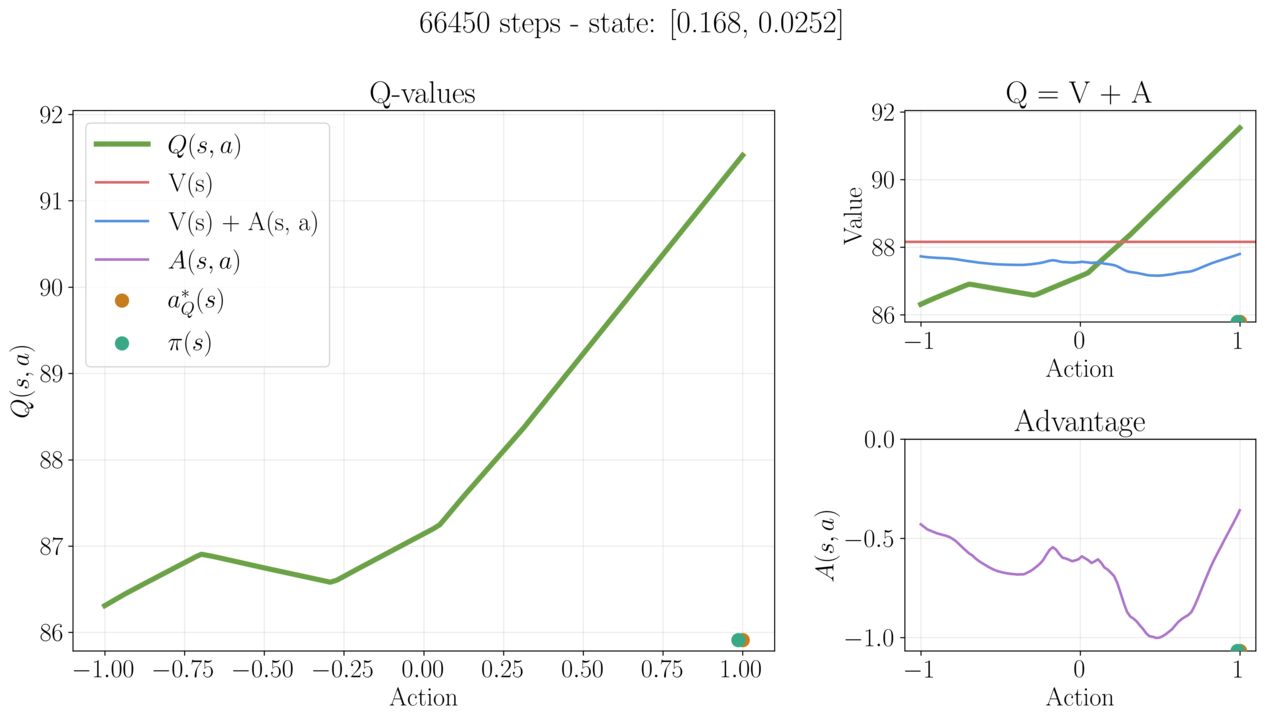 66450 steps - state: [0.168, 0.0252]
Q-values
92
91
90
89
88
87
86
Q(s, a)
Q(s, a)
V(s)
V(s) + A(s, a)
A(s, a)
a*_Q(s)
π(s)
−1.00 −0.75 −0.50 −0.25 0.00 0.25 0.50 0.75 1.00
Action
Q = V + A
92
90
88
86
Value
−1 0 1
Action
Advantage
0.0
−0.5
−1.0
A(s, a)
−1 0 1
Action